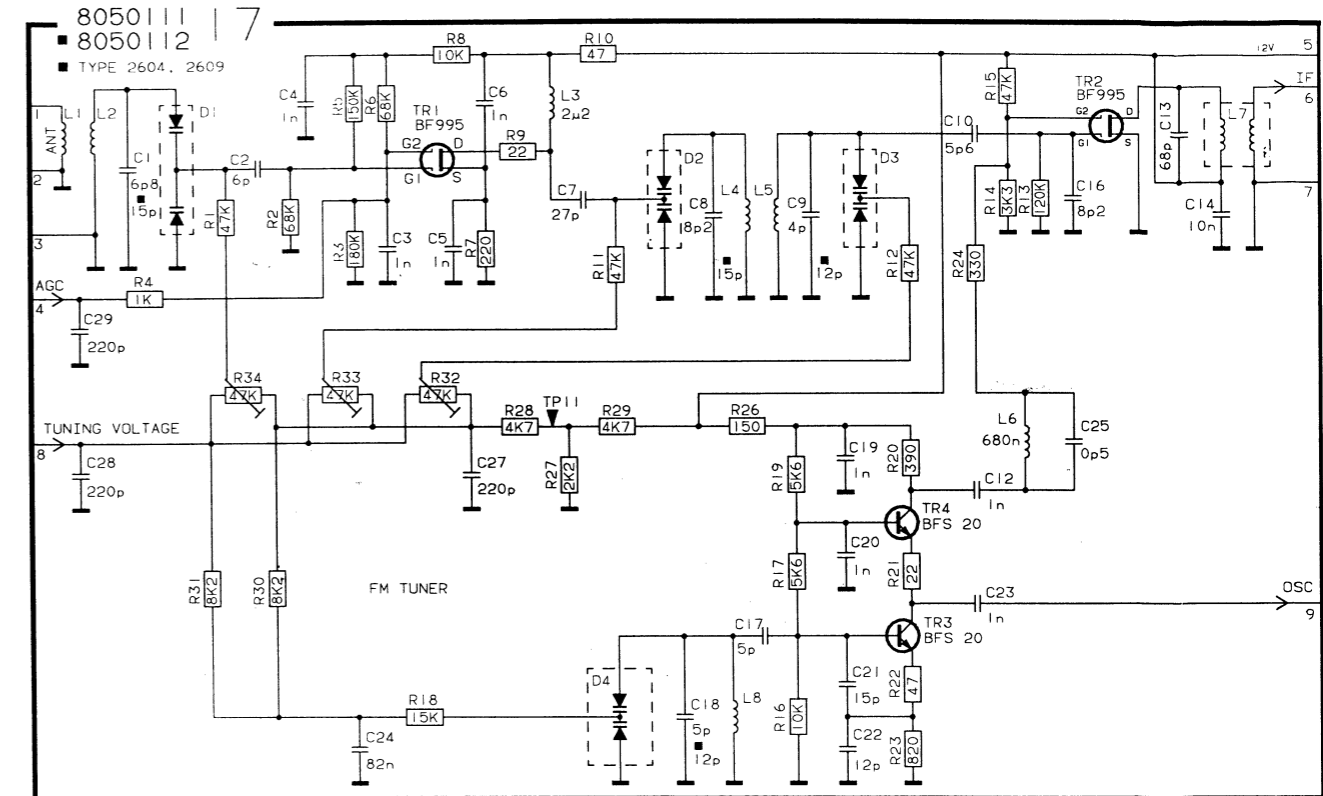 8050111 17
■ 8050112
■ TYPE 2604, 2609
R8
10K
R10
47
12V
5
C4
1n
R5
150K
R6
68K
C6
1n
L3
2µ2
TR1
BF995
G2
D
G1
S
R9
22
R15
47K
TR2
BF995
G2
D
G1
S
C13
68p
L7
IF
6
7
1
ANT
L1
L2
2
3
D1
C1
6p8
■
15p
C2
6p
R1
47K
R2
68K
R3
180K
C3
1n
C5
1n
R7
220
C7
27p
R11
47K
D2
C8
8p2
■
15p
L4
L5
C9
4p
■
12p
D3
R12
47K
C10
5p6
R14
3K3
R13
120K
C16
8p2
C14
10n
R24
330
AGC
4
R4
1K
C29
220p
R34
47K
R33
47K
R32
47K
TUNING VOLTAGE
8
C28
220p
R28
4K7
TP11
R29
4K7
R26
150
C27
220p
R27
2K2
R19
5K6
C19
1n
R20
390
C12
1n
L6
680n
C25
0p5
TR4
BFS 20
C20
1n
R21
22
R17
5K6
R31
8K2
R30
8K2
FM TUNER
C23
1n
OSC
9
TR3
BFS 20
C17
5p
C21
15p
R22
47
D4
C18
5p
■
12p
L8
R16
10K
C22
12p
R23
820
R18
15K
C24
82n